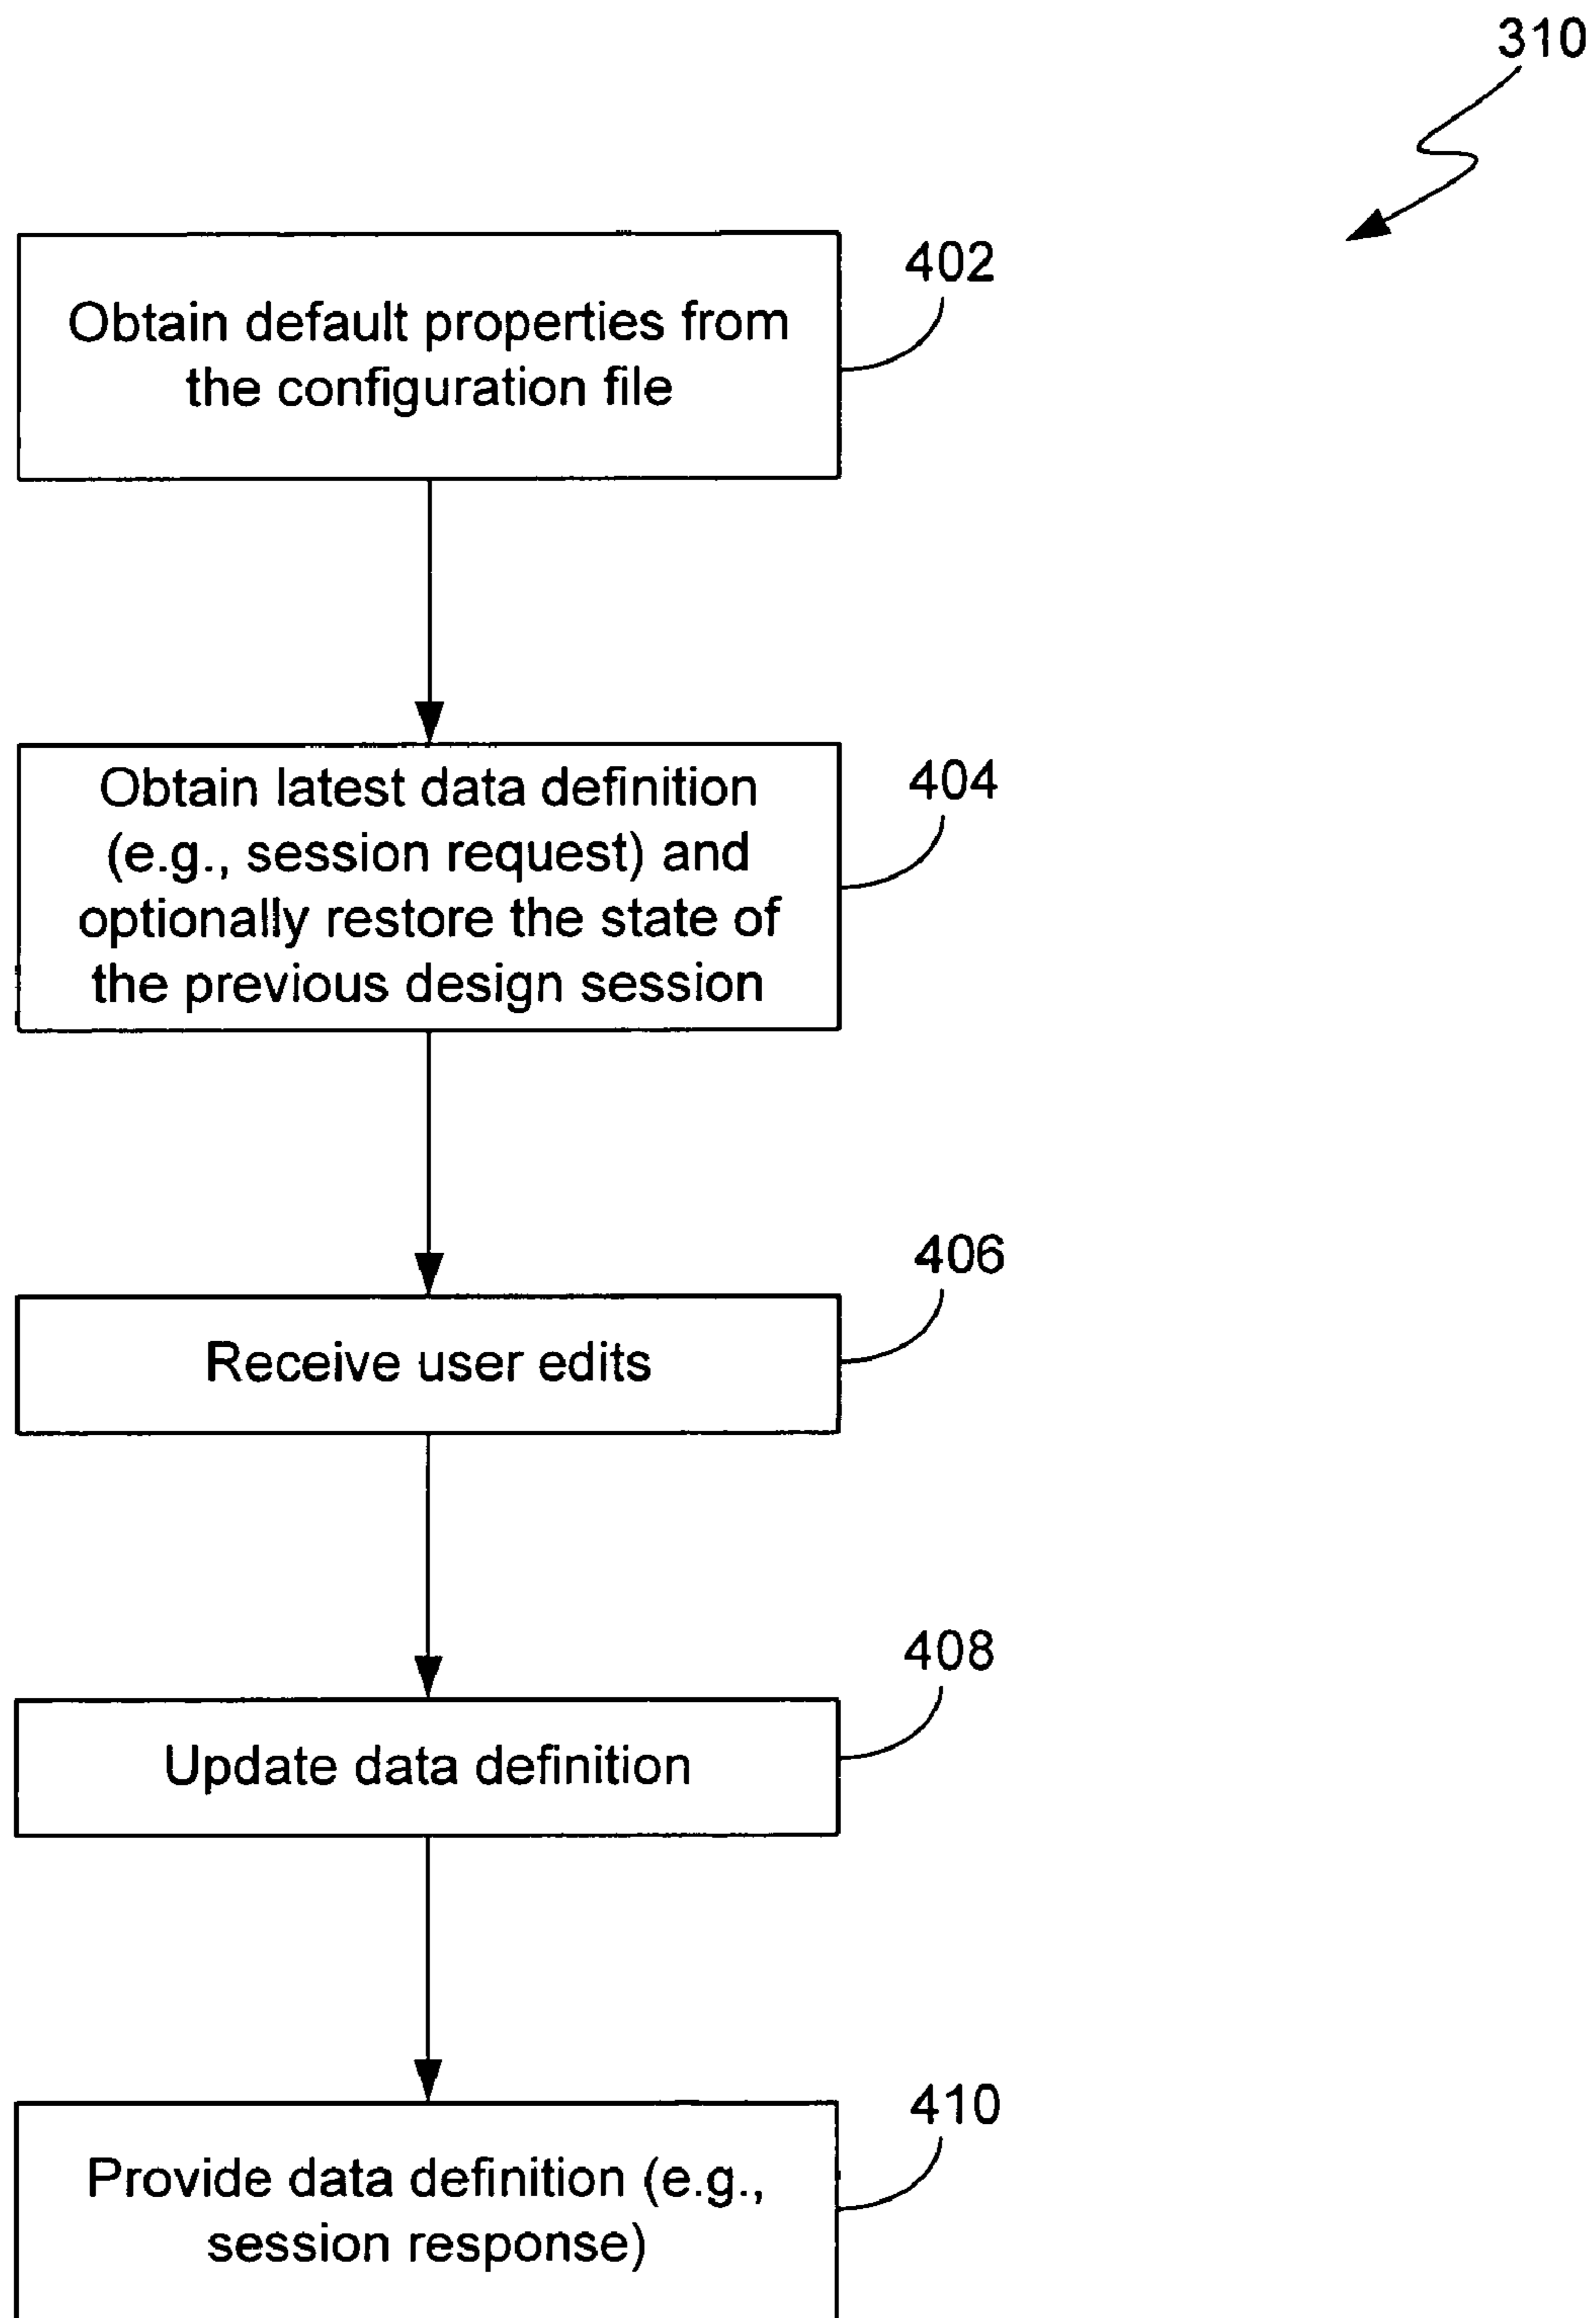 310
402
Obtain default properties from
the configuration file
404
Obtain latest data definition
(e.g., session request) and
optionally restore the state of
the previous design session
406
Receive user edits
408
Update data definition
410
Provide data definition (e.g.,
session response)